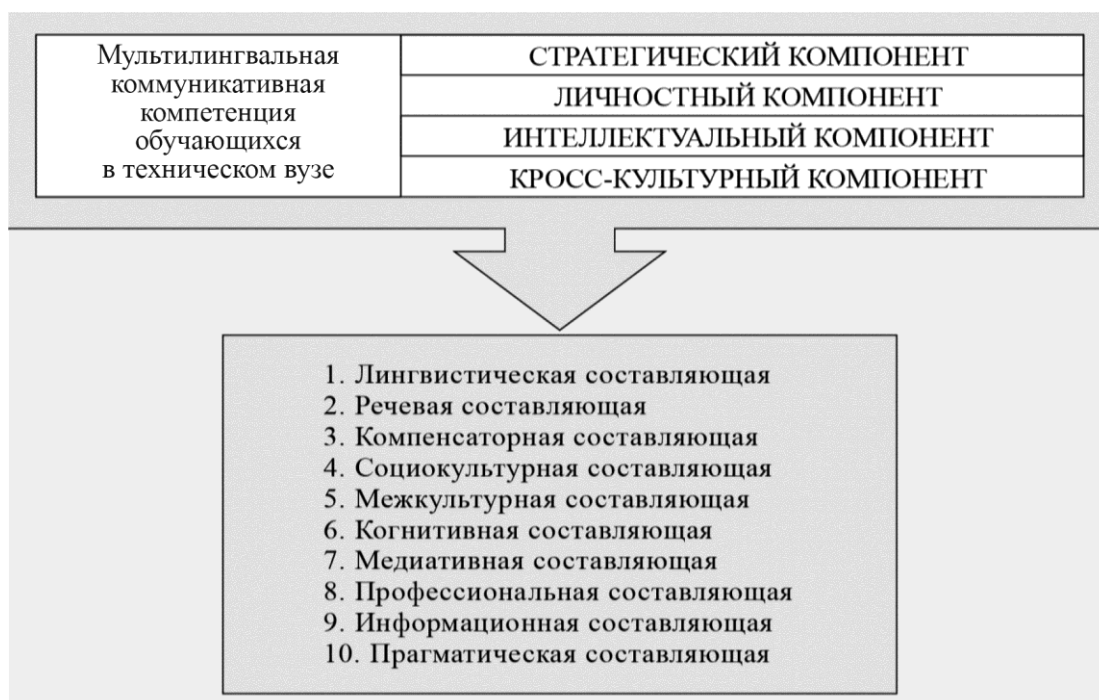 Мультилингвальная
коммуникативная
компетенция
обучающихся
в техническом вузе
СТРАТЕГИЧЕСКИЙ КОМПОНЕНТ
ЛИЧНОСТНЫЙ КОМПОНЕНТ
ИНТЕЛЛЕКТУАЛЬНЫЙ КОМПОНЕНТ
КРОСС-КУЛЬТУРНЫЙ КОМПОНЕНТ
1. Лингвистическая составляющая
2. Речевая составляющая
3. Компенсаторная составляющая
4. Социокультурная составляющая
5. Межкультурная составляющая
6. Когнитивная составляющая
7. Медиативная составляющая
8. Профессиональная составляющая
9. Информационная составляющая
10. Прагматическая составляющая